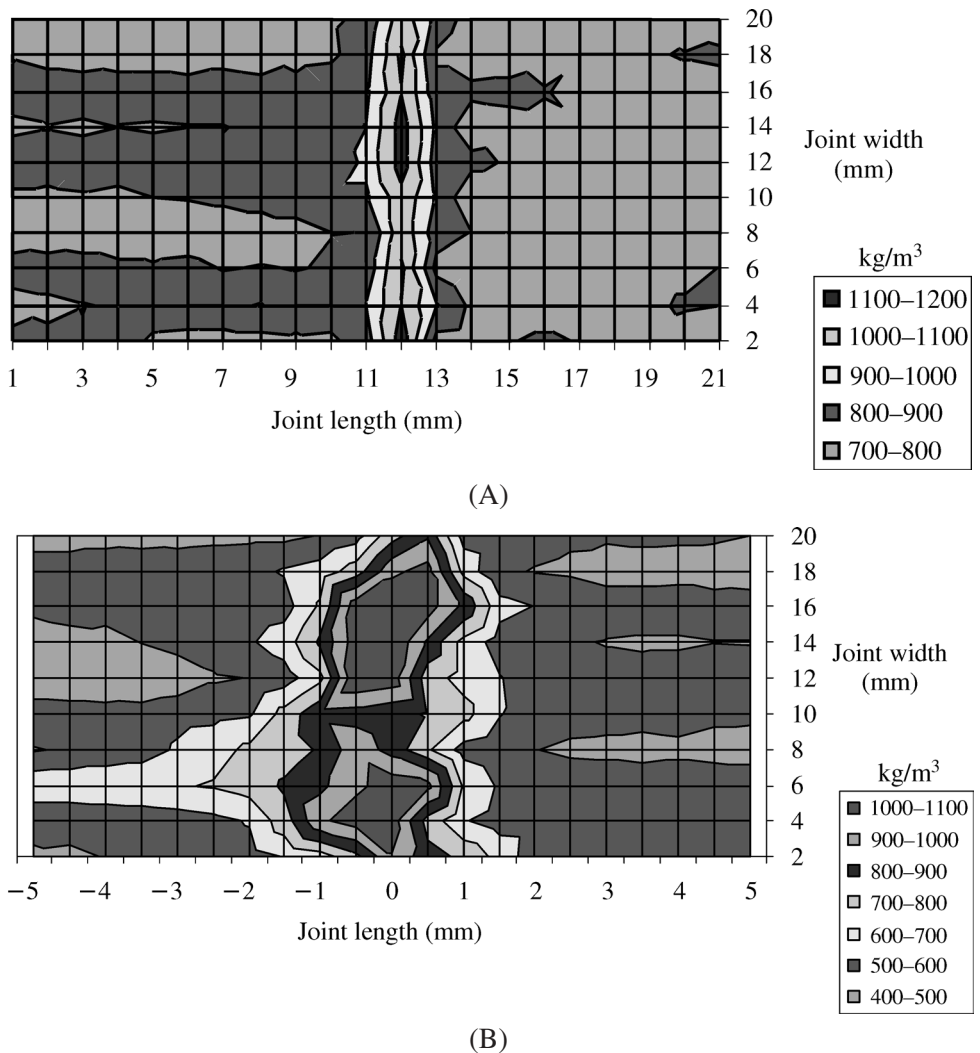 20
18
16
14
12
10
8
6
4
2
Joint width
(mm)
1 3 5 7 9 11 13 15 17 19 21
Joint length (mm)
kg/m³
1100–1200
1000–1100
900–1000
800–900
700–800
(A)
20
18
16
14
12
10
8
6
4
2
Joint width
(mm)
−5 −4 −3 −2 −1 0 1 2 3 4 5
Joint length (mm)
kg/m³
1000–1100
900–1000
800–900
700–800
600–700
500–600
400–500
(B)